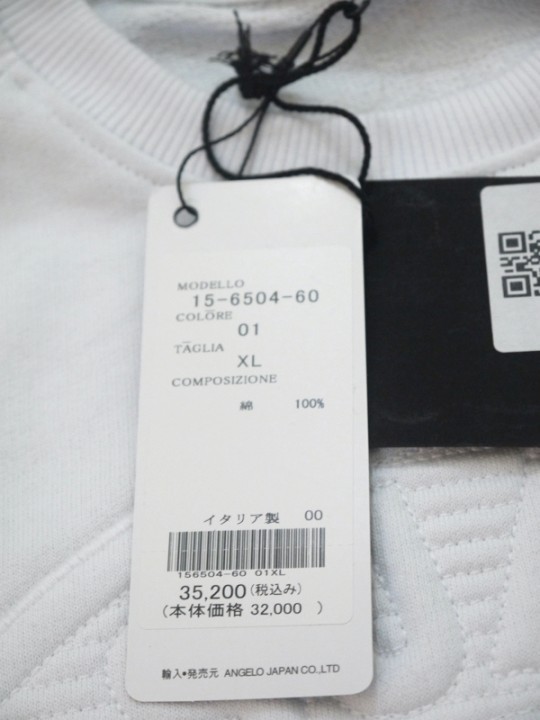 MODELLO
15-6504-60
COLORE
01
TAGLIA
XL
COMPOSIZIONE
綿 100%
イタリア製 00
156504-60 01XL
35,200(税込み)
(本体価格 32,000 )
輸入•発売元 ANGELO JAPAN CO.,LTD